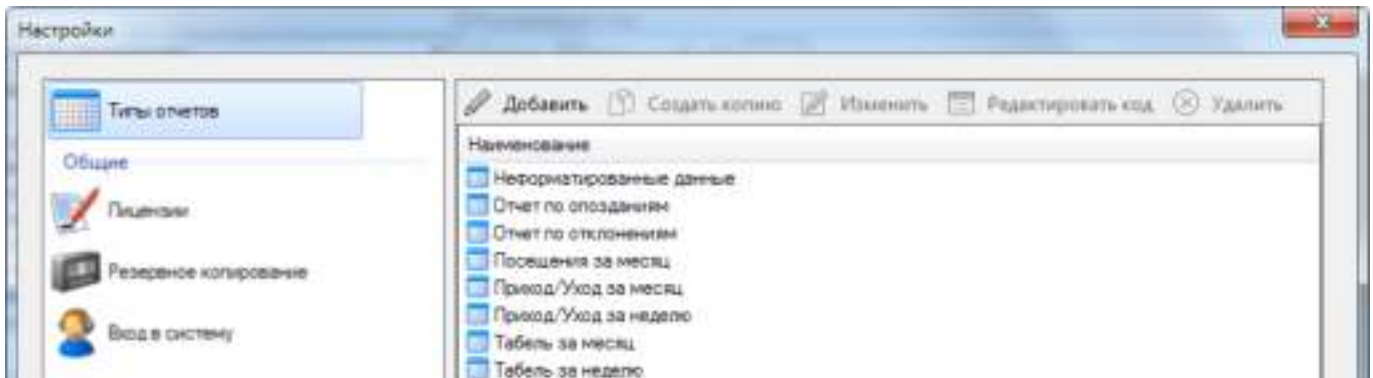 Настройки
Типы отчетов
Общие
Лицензии
Резервное копирование
Вход в систему
Добавить Создать копию Изменить Редактировать код Удалить
Наименование
Неформатированные данные
Отчет по опозданиям
Отчет по отклонениям
Посещения за месяц
Приход/Уход за месяц
Приход/Уход за неделю
Табель за месяц
Табель за неделю